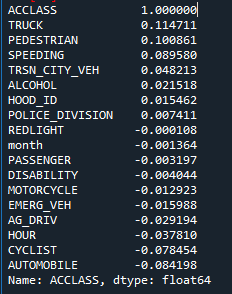 ACCLASS 1.000000
TRUCK 0.114711
PEDESTRIAN 0.100861
SPEEDING 0.089580
TRSN_CITY_VEH 0.048213
ALCOHOL 0.021518
HOOD_ID 0.015462
POLICE_DIVISION 0.007411
REDLIGHT -0.000108
month -0.001364
PASSENGER -0.003197
DISABILITY -0.004044
MOTORCYCLE -0.012923
EMERG_VEH -0.015988
AG_DRIV -0.029194
HOUR -0.037810
CYCLIST -0.078454
AUTOMOBILE -0.084198
Name: ACCLASS, dtype: float64